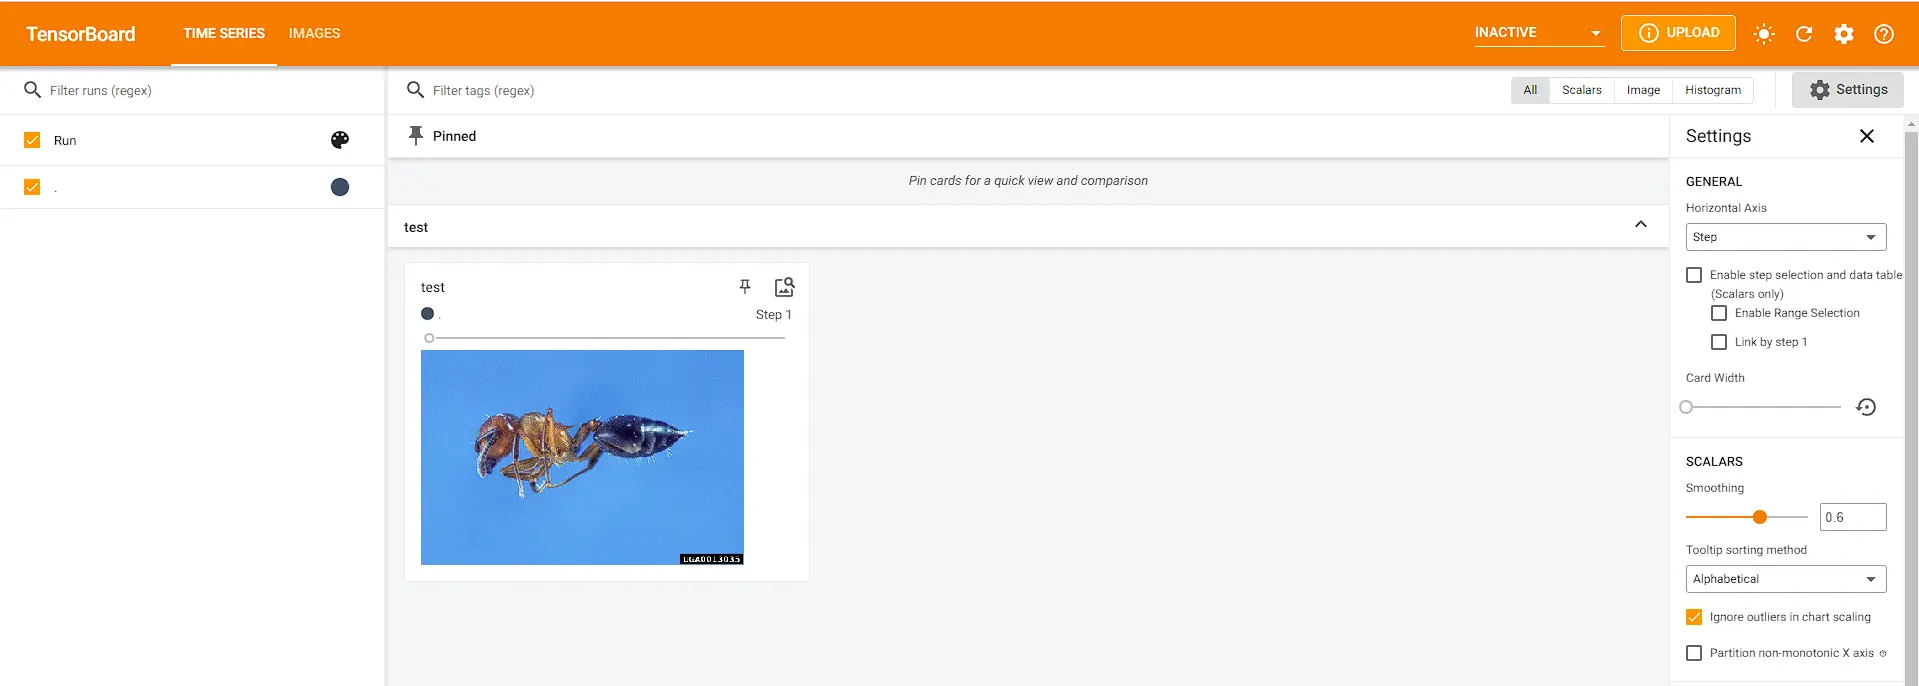 TensorBoard TIME SERIES IMAGES INACTIVE UPLOAD
Filter runs (regex)
Run
.
Filter tags (regex) All Scalars Image Histogram Settings
Pinned
Pin cards for a quick view and comparison
test
test
. Step 1
UGA0013035
Settings
GENERAL
Horizontal Axis
Step
Enable step selection and data table
(Scalars only)
Enable Range Selection
Link by step 1
Card Width
SCALARS
Smoothing
0.6
Tooltip sorting method
Alphabetical
Ignore outliers in chart scaling
Partition non-monotonic X axis